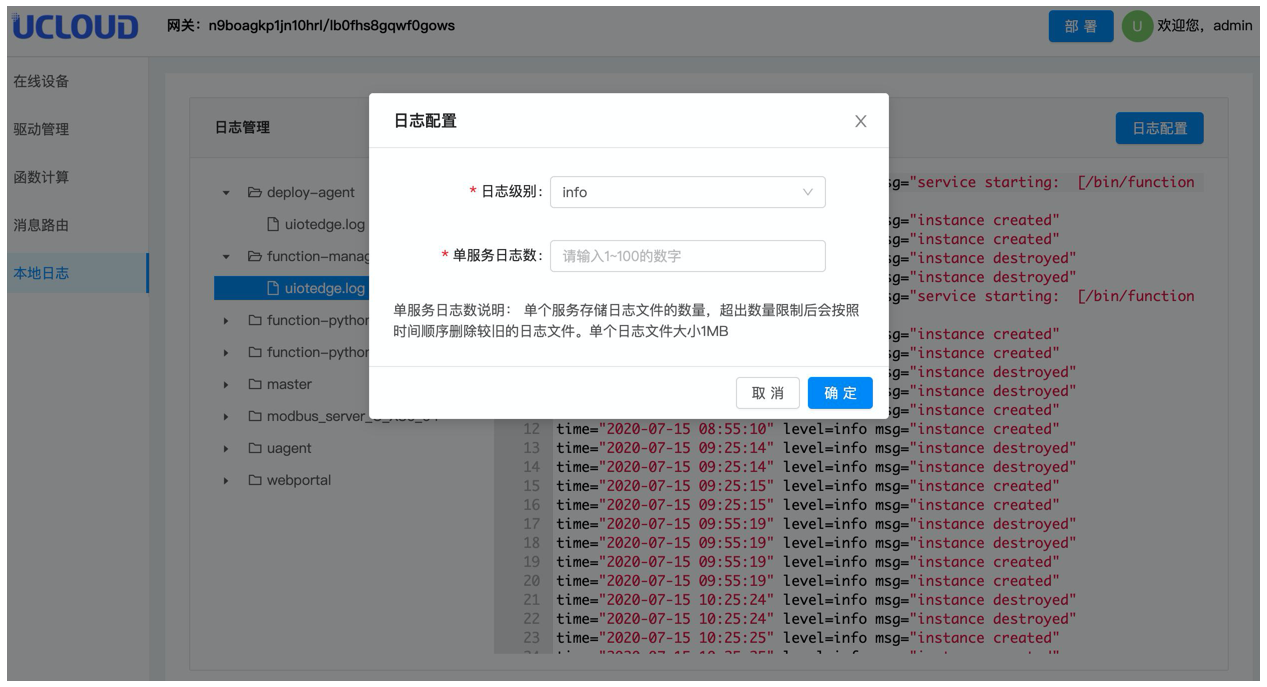 UCLOUD
网关：n9boagkp1jn10hrl/lb0fhs8gqwf0gows
部 署
U
欢迎您，admin
在线设备
驱动管理
函数计算
消息路由
本地日志
日志管理
日志配置
deploy-agent
uiotedge.log
function-manag
uiotedge.log
function-python
function-python
master
modbus_server_
uagent
webportal
日志配置
* 日志级别：
info
* 单服务日志数：
请输入1~100的数字
单服务日志数说明： 单个服务存储日志文件的数量，超出数量限制后会按照
时间顺序删除较旧的日志文件。单个日志文件大小1MB
取 消
确 定
sg="service starting: [/bin/function
sg="instance created"
sg="instance created"
sg="instance destroyed"
sg="instance destroyed"
sg="service starting: [/bin/function
sg="instance created"
sg="instance created"
sg="instance destroyed"
sg="instance destroyed"
sg="instance created"
12 time="2020-07-15 08:55:10" level=info msg="instance created"
13 time="2020-07-15 09:25:14" level=info msg="instance destroyed"
14 time="2020-07-15 09:25:14" level=info msg="instance destroyed"
15 time="2020-07-15 09:25:15" level=info msg="instance created"
16 time="2020-07-15 09:25:15" level=info msg="instance created"
17 time="2020-07-15 09:55:19" level=info msg="instance destroyed"
18 time="2020-07-15 09:55:19" level=info msg="instance destroyed"
19 time="2020-07-15 09:55:19" level=info msg="instance created"
20 time="2020-07-15 09:55:19" level=info msg="instance created"
21 time="2020-07-15 10:25:24" level=info msg="instance destroyed"
22 time="2020-07-15 10:25:24" level=info msg="instance destroyed"
23 time="2020-07-15 10:25:25" level=info msg="instance created"